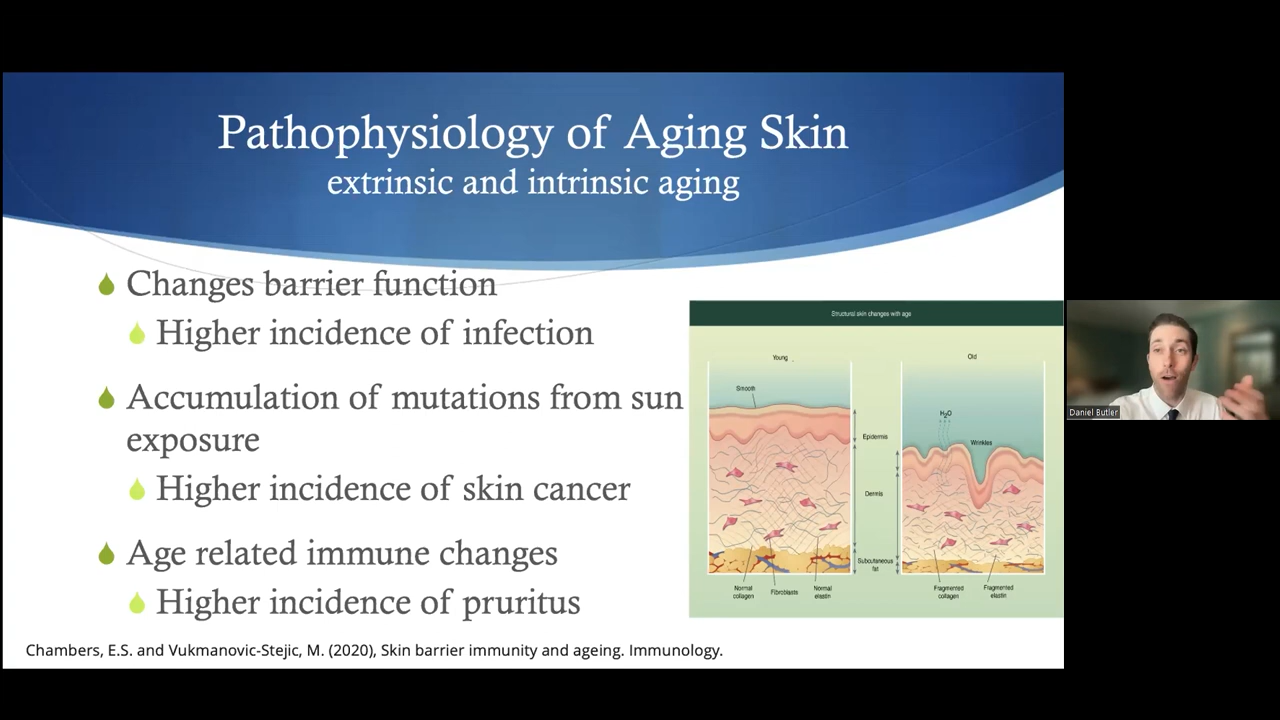 Pathophysiology of Aging Skin
extrinsic and intrinsic aging
Changes barrier function
Higher incidence of infection
Accumulation of mutations from sun
exposure
Higher incidence of skin cancer
Age related immune changes
Higher incidence of pruritus
Structural skin changes with age
Young
Old
Smooth
H2O
Wrinkles
Epidermis
Dermis
Subcutaneous
fat
Normal
collagen
Fibroblasts
Normal
elastin
Fragmented
collagen
Fragmented
elastin
Daniel Butler
Chambers, E.S. and Vukmanovic-Stejic, M. (2020), Skin barrier immunity and ageing. Immunology.